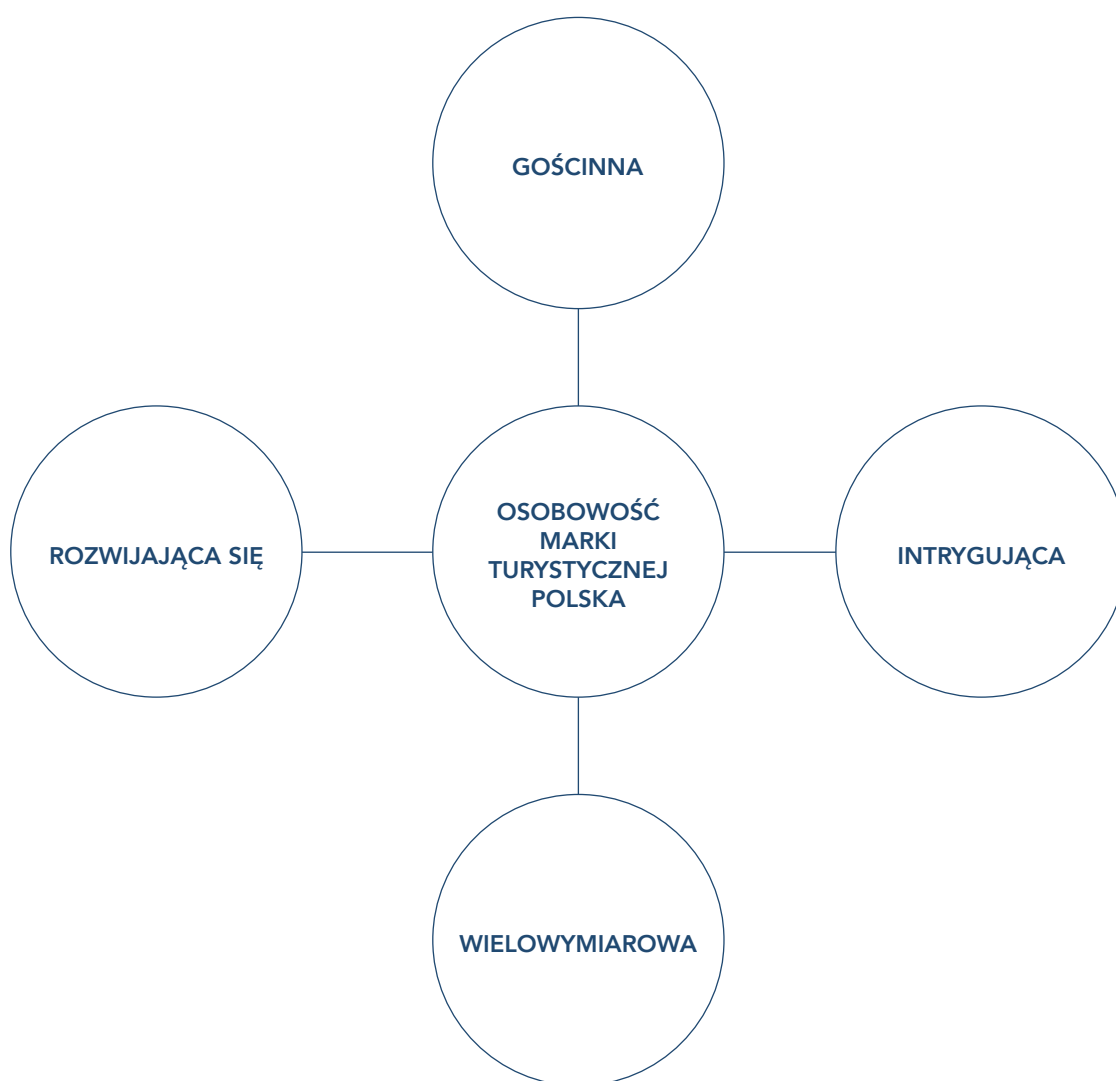 GOŚCINNA
ROZWIJAJĄCA SIĘ
OSOBOWOŚĆ
MARKI
TURYSTYCZNEJ
POLSKA
INTRYGUJĄCA
WIELOWYMIAROWA